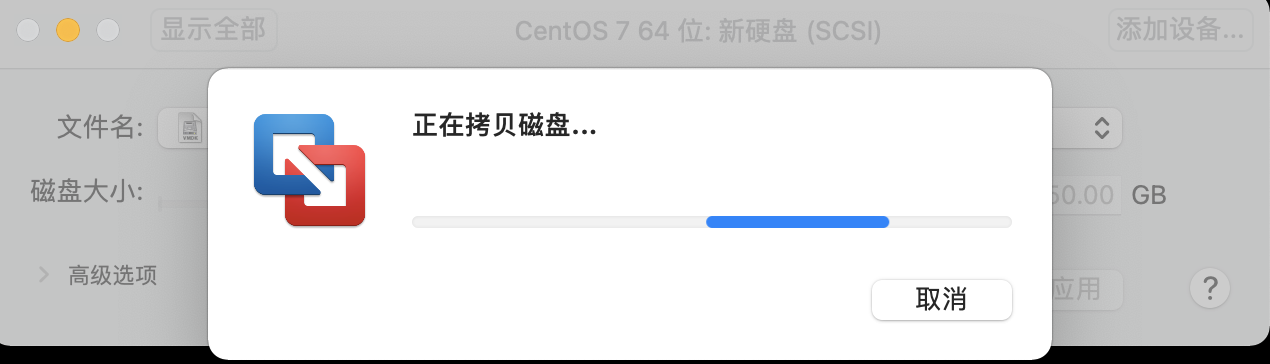 显示全部
CentOS 7 64 位: 新硬盘 (SCSI)
添加设备...
正在拷贝磁盘...
文件名:
磁盘大小:
50.00 GB
高级选项
取消
应用
?